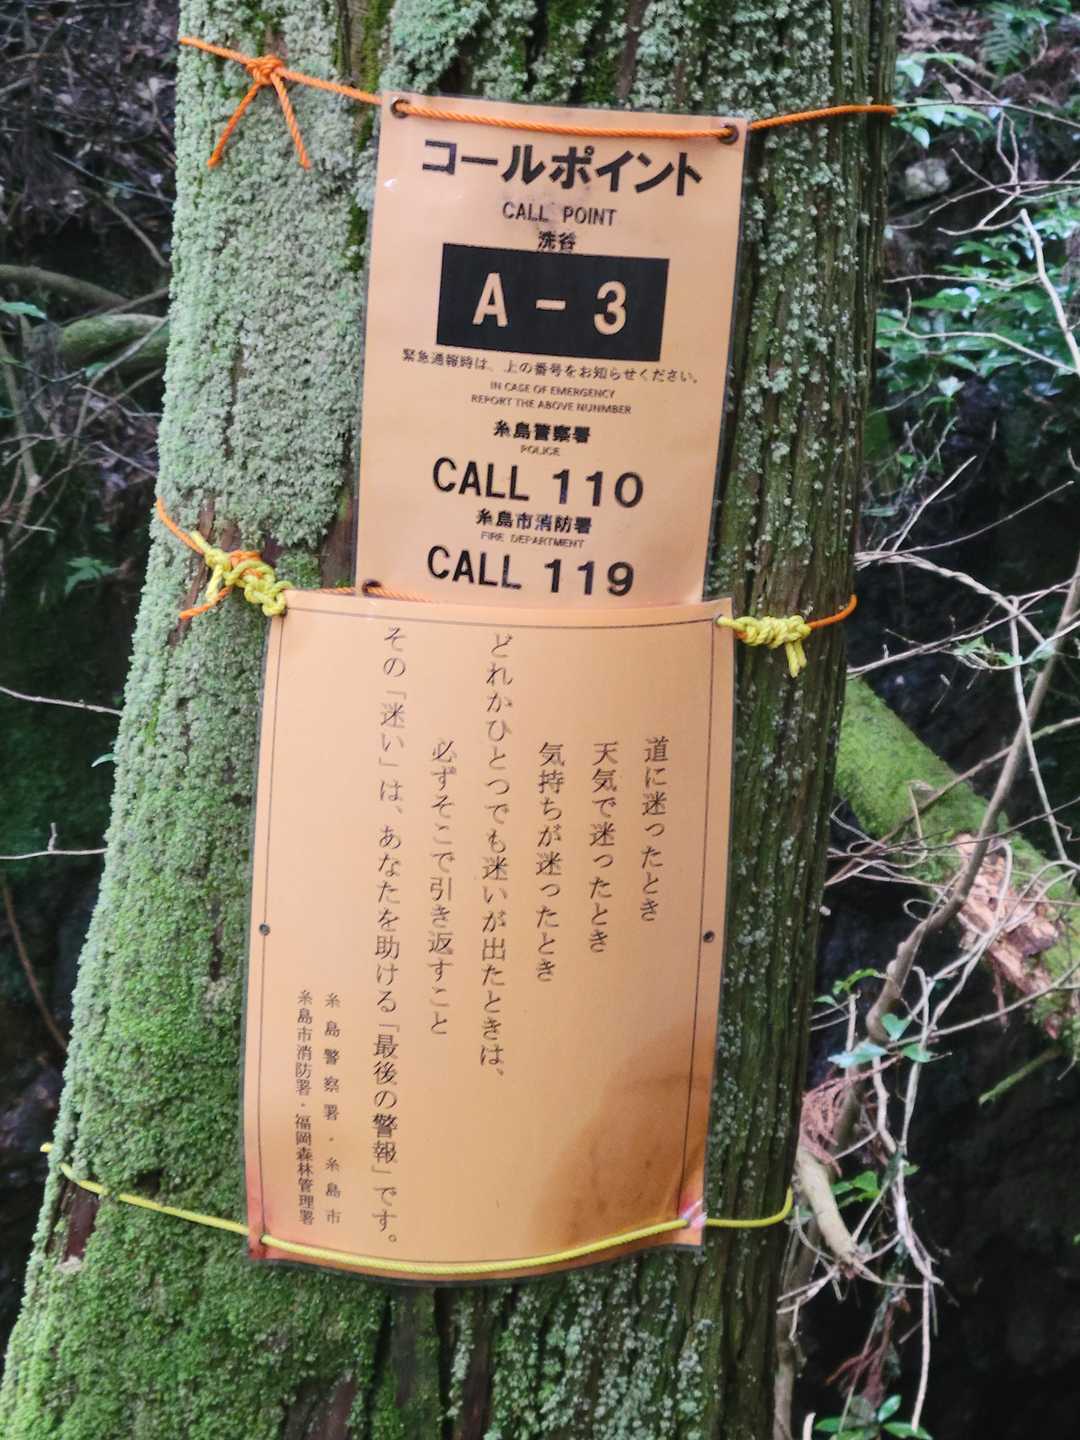 コールポイント
CALL POINT
洗谷
A - 3
緊急通報時は、上の番号をお知らせください。
IN CASE OF EMERGENCY
REPORT THE ABOVE NUNMBER
糸島警察署
POLICE
CALL 110
糸島市消防署
FIRE DEPARTMENT
CALL 119
道に迷ったとき
天気で迷ったとき
気持ちが迷ったとき
どれかひとつでも迷いが出たときは、
必ずそこで引き返すこと
その「迷い」は、あなたを助ける「最後の警報」です。
糸島警察署・糸島市
糸島市消防署・福岡森林管理署